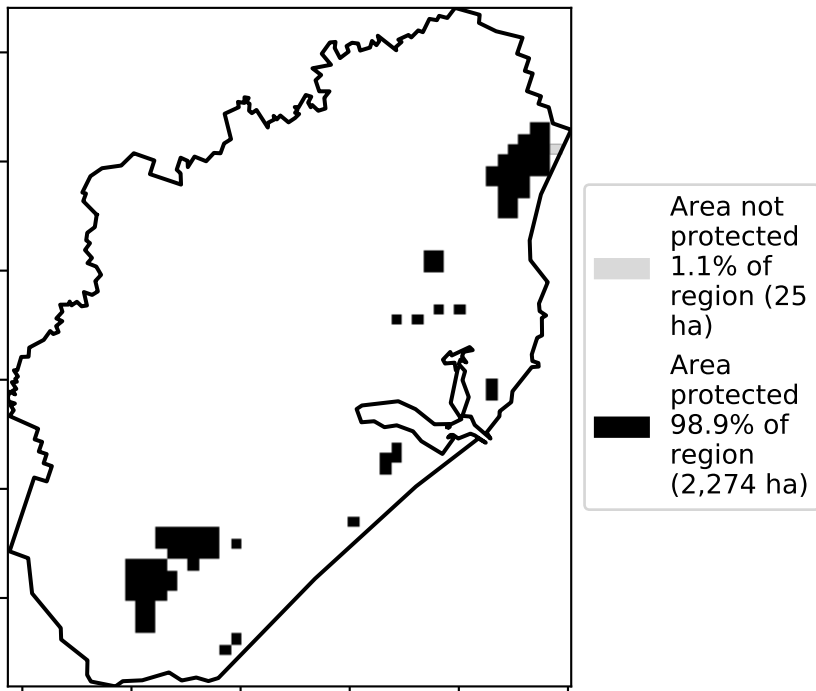 Area not
protected
1.1% of
region (25
ha)
Area
protected
98.9% of
region
(2,274 ha)